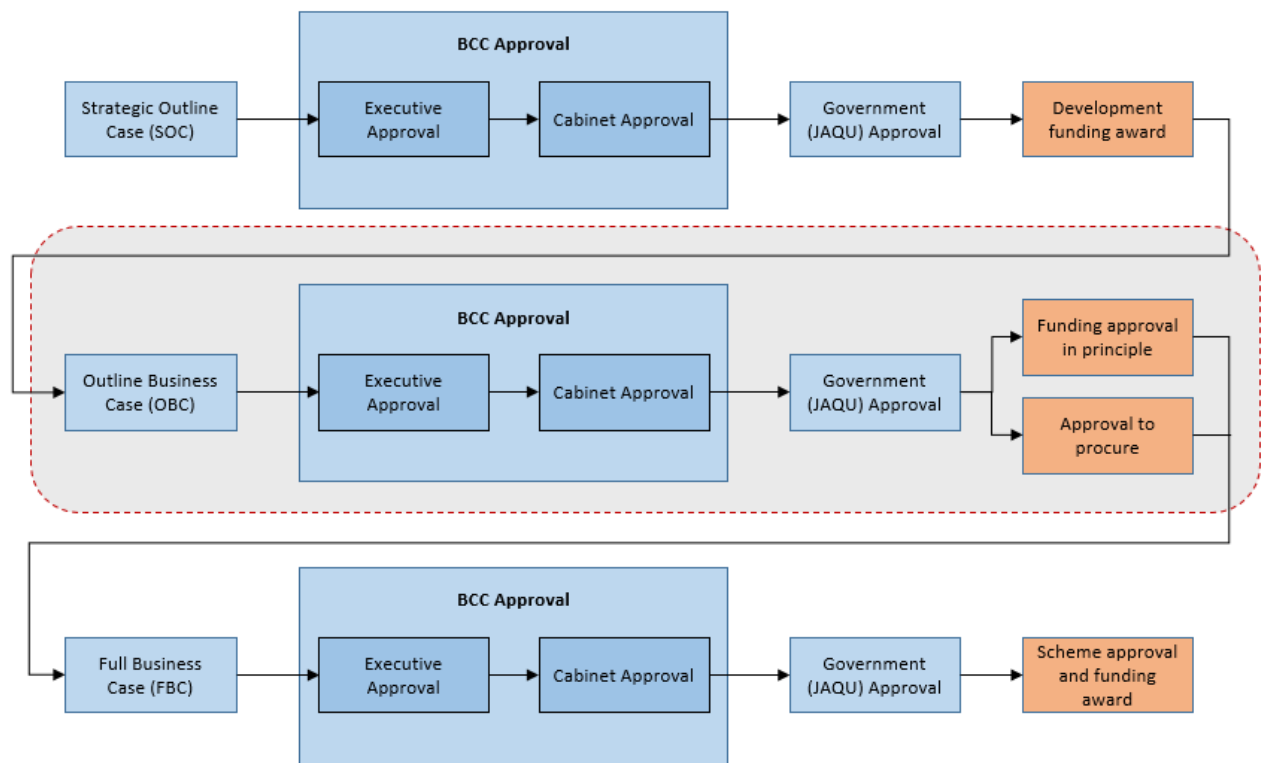 BCC Approval
Strategic Outline
Case (SOC)
Executive
Approval
Cabinet Approval
Government
(JAQU) Approval
Development
funding award
BCC Approval
Outline Business
Case (OBC)
Executive
Approval
Cabinet Approval
Government
(JAQU) Approval
Funding approval
in principle
Approval to
procure
BCC Approval
Full Business
Case (FBC)
Executive
Approval
Cabinet Approval
Government
(JAQU) Approval
Scheme approval
and funding
award